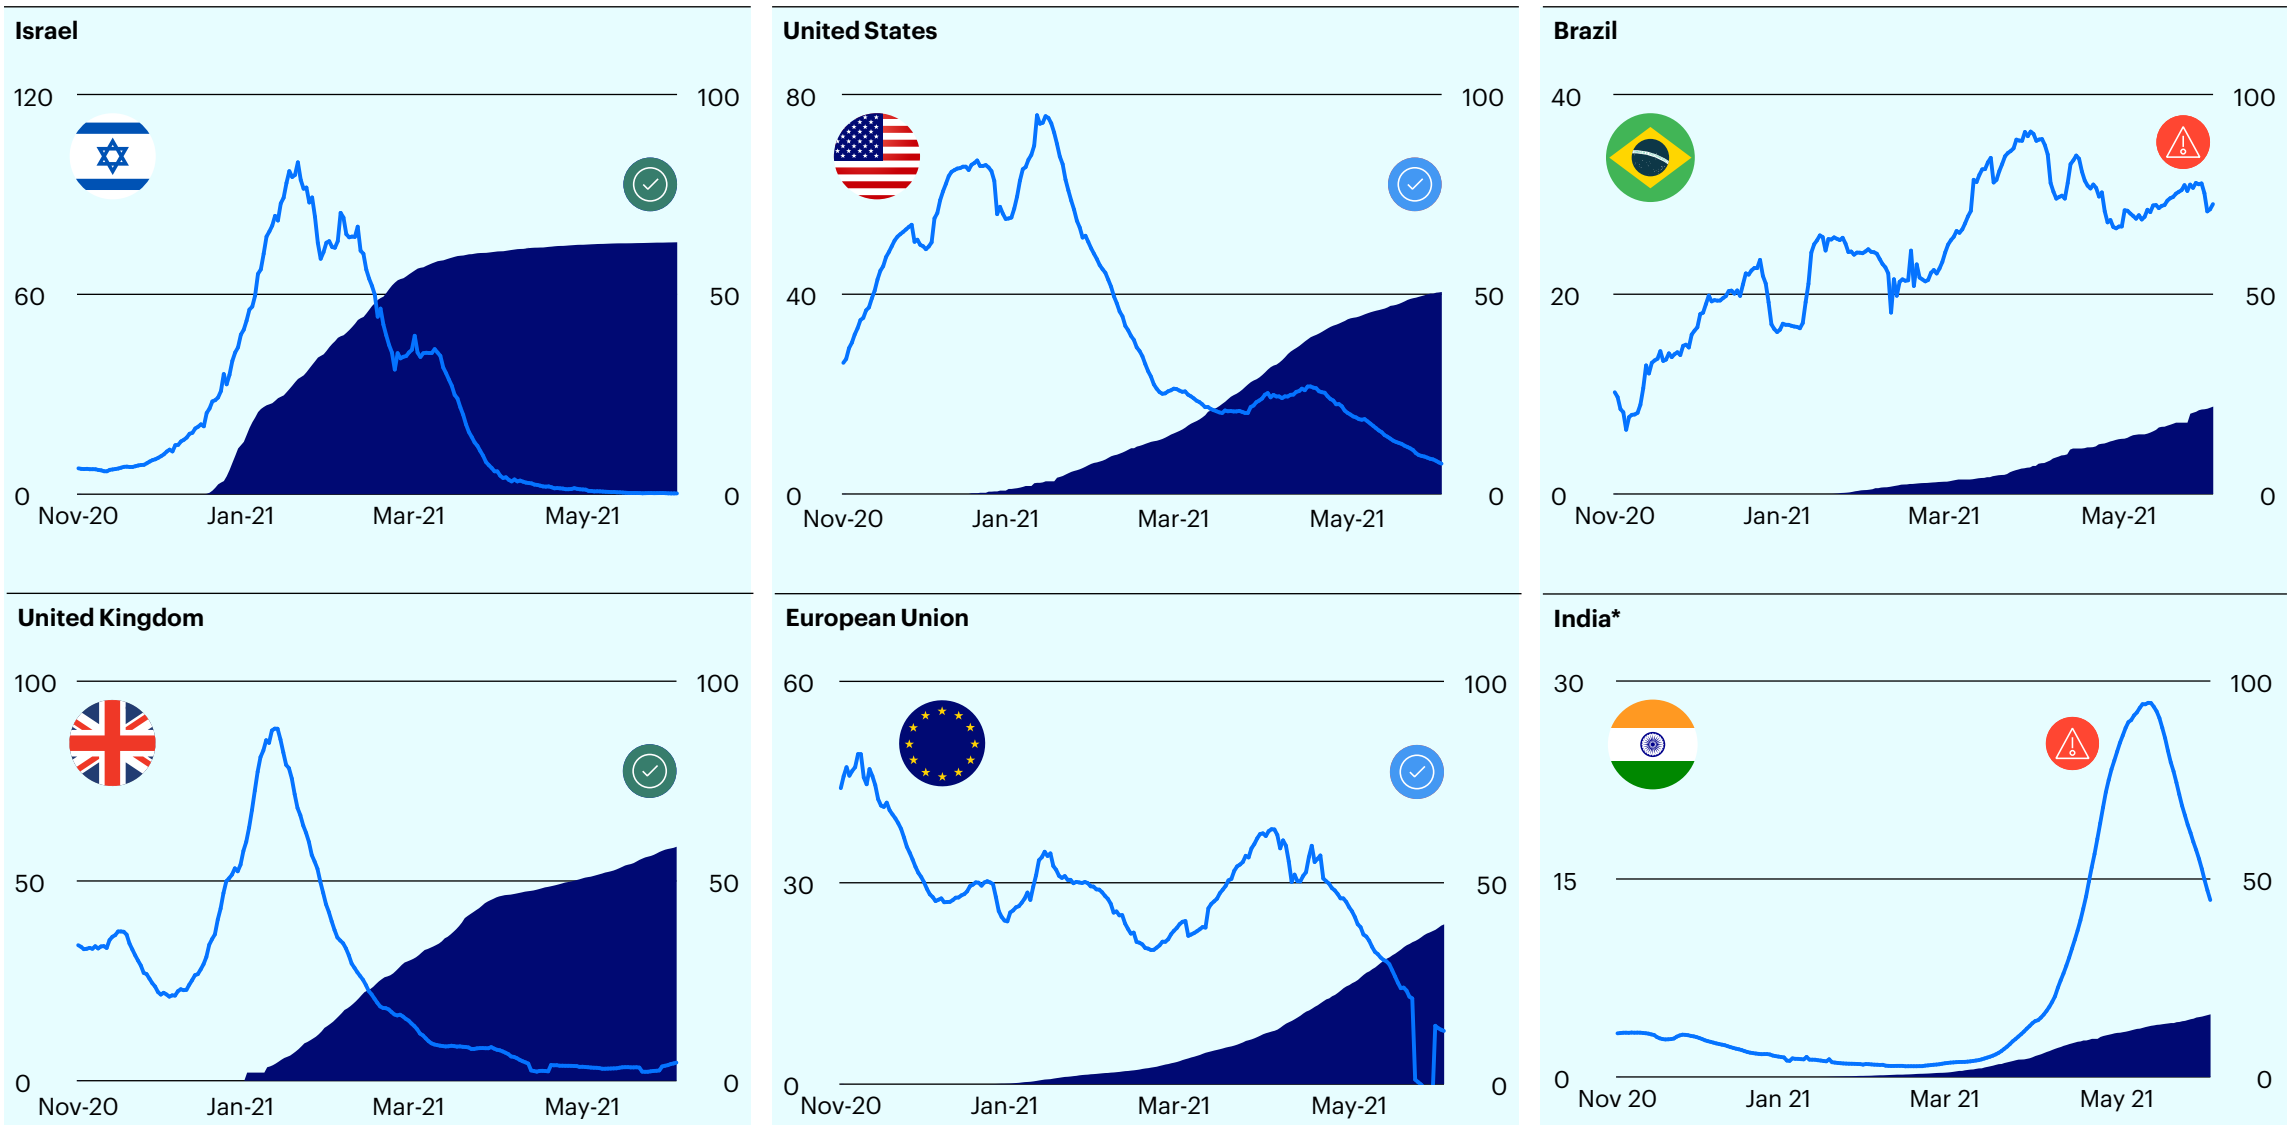 Israel
120 100
60 50
0 0
Nov-20 Jan-21 Mar-21 May-21
United States
80 100
40 50
0 0
Nov-20 Jan-21 Mar-21 May-21
Brazil
40 100
20 50
0 0
Nov-20 Jan-21 Mar-21 May-21
United Kingdom
100 100
50 50
0 0
Nov-20 Jan-21 Mar-21 May-21
European Union
60 100
30 50
0 0
Nov-20 Jan-21 Mar-21 May-21
India*
30 100
15 50
0 0
Nov 20 Jan 21 Mar 21 May 21